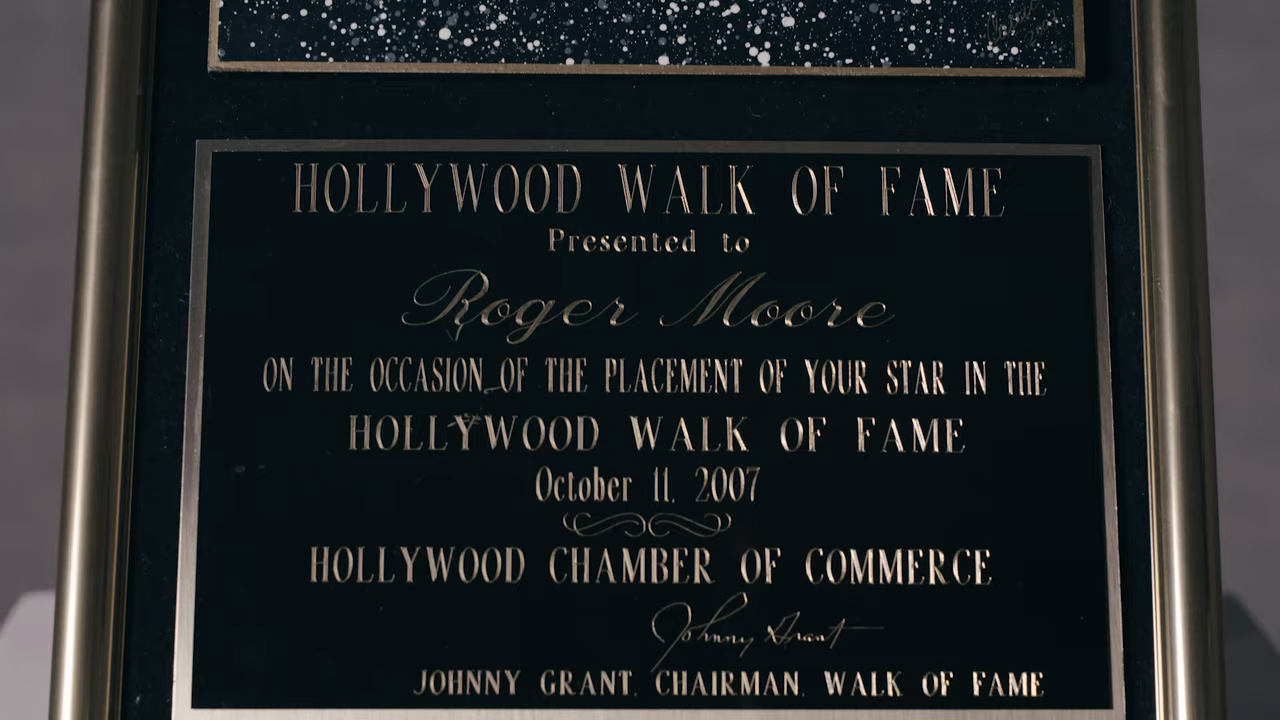 HOLLYWOOD WALK OF FAME
Presented to
Roger Moore
ON THE OCCASION OF THE PLACEMENT OF YOUR STAR IN THE
HOLLYWOOD WALK OF FAME
October 11, 2007
HOLLYWOOD CHAMBER OF COMMERCE
Johnny Grant
JOHNNY GRANT, CHAIRMAN, WALK OF FAME